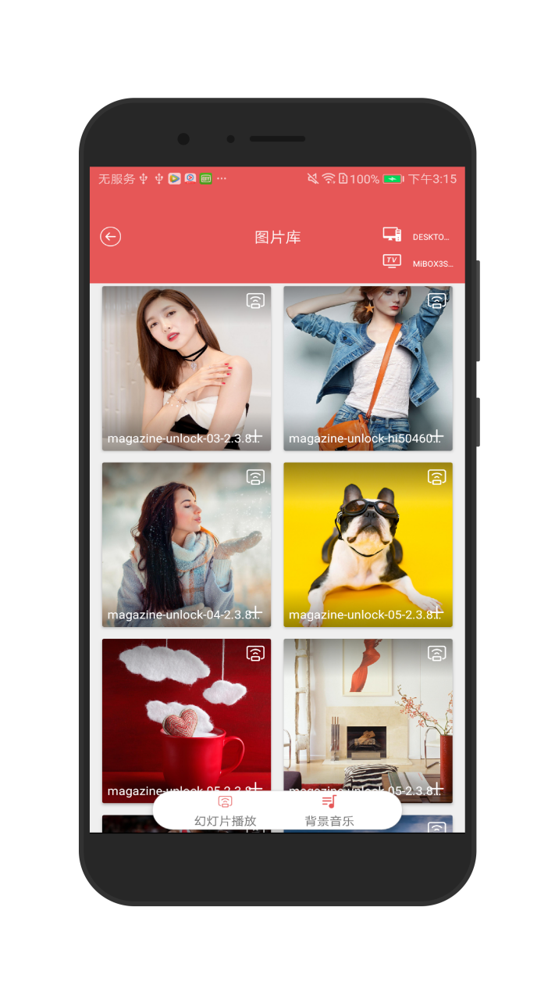 无服务 ... 100% 下午3:15
图片库
DESKTO...
TV MiBOX3S...
magazine-unlock-03-2.3.8... magazine-unlock-hi50460...
magazine-unlock-04-2.3.8... magazine-unlock-05-2.3.8...
magazine-unlock-05-2.3.8... magazine-unlock-05-2.3.8...
幻灯片播放 背景音乐